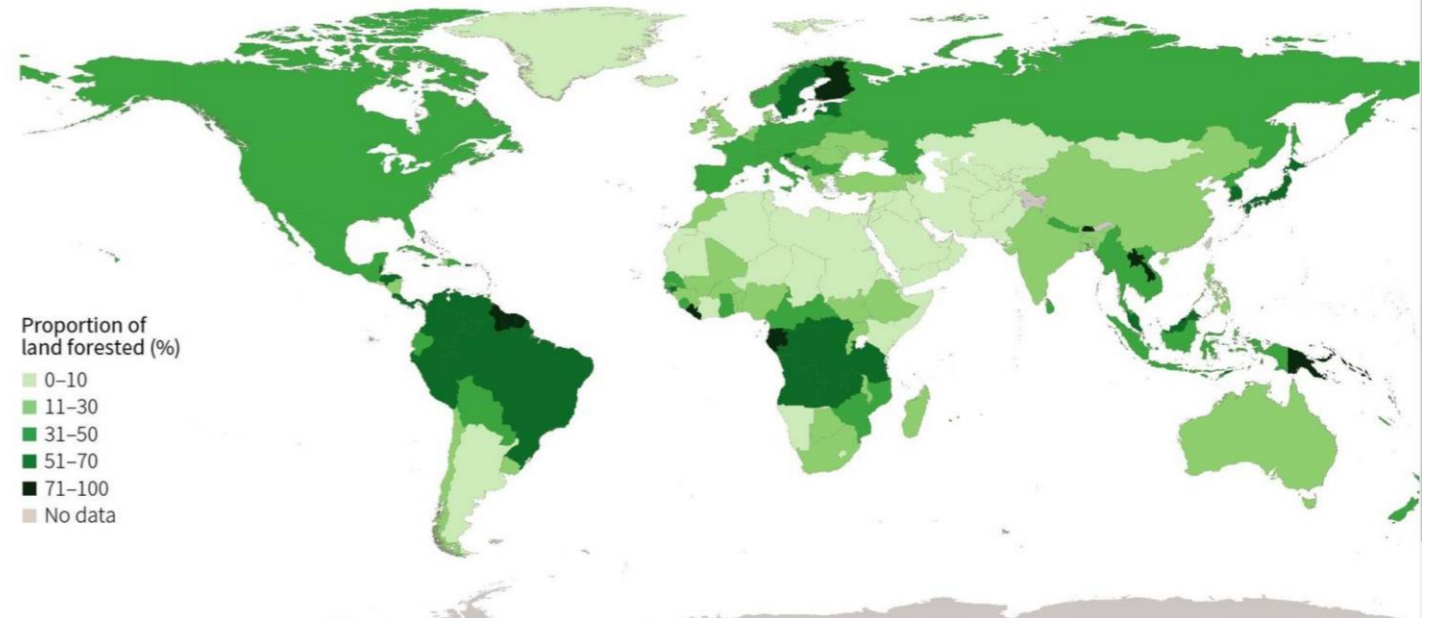 Proportion of
land forested (%)
0–10
11–30
31–50
51–70
71–100
No data